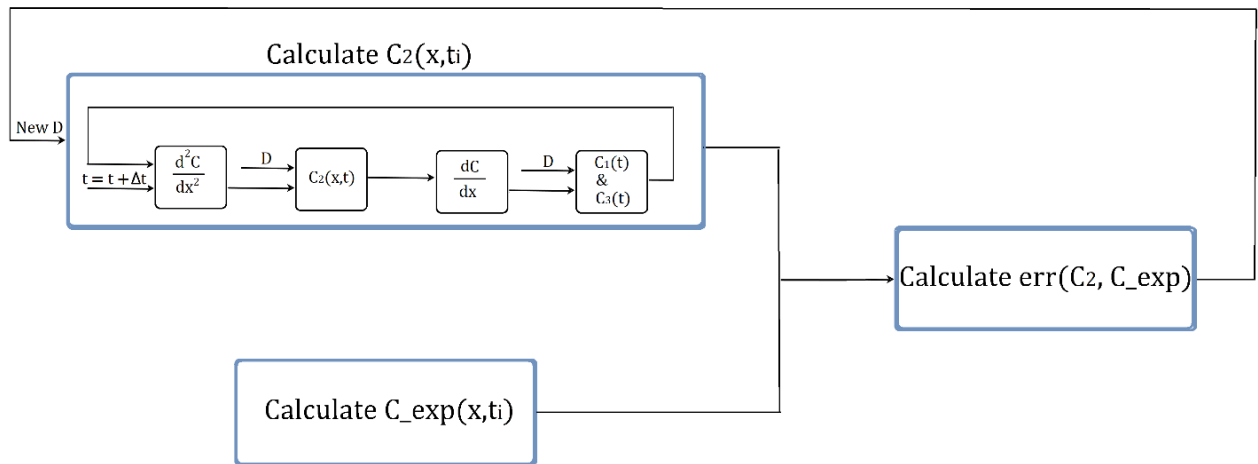 Calculate C₂(x,tᵢ)
New D
t = t + Δt
d²C
dx²
D
C₂(x,t)
dC
dx
D
C₁(t)
&
C₃(t)
Calculate err(C₂, C_exp)
Calculate C_exp(x,tᵢ)